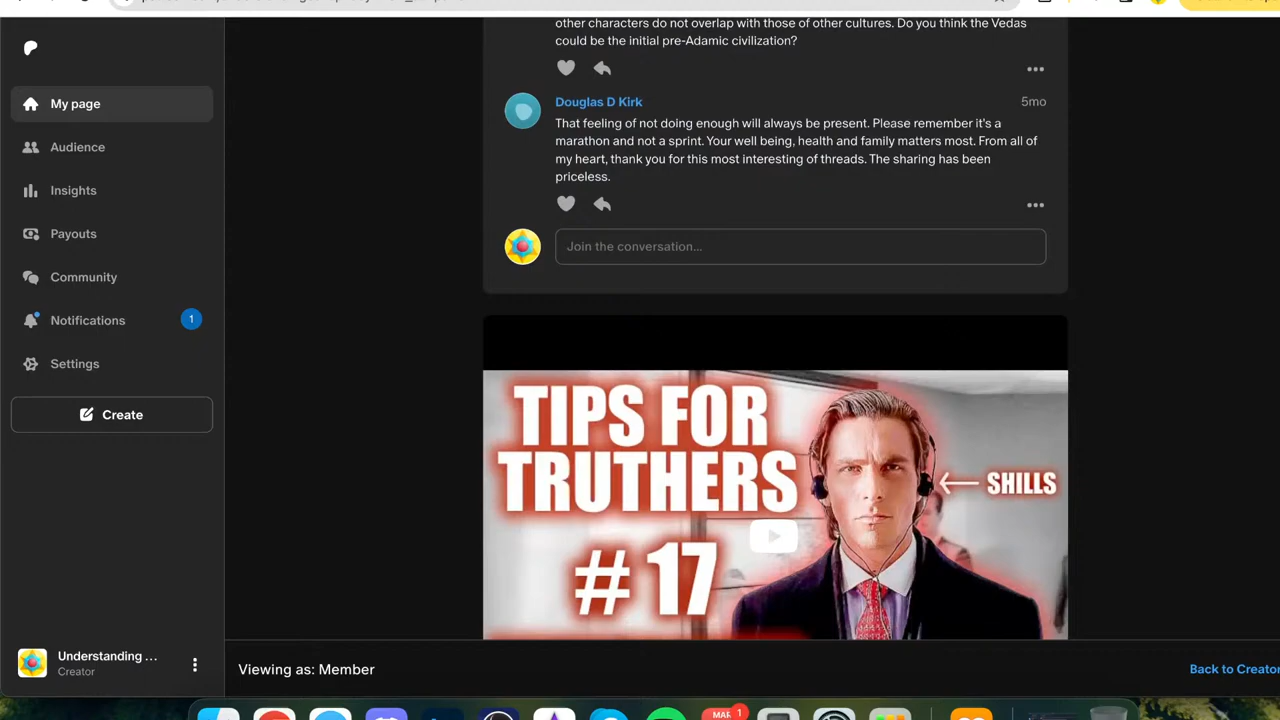 other characters do not overlap with those of other cultures. Do you think the Vedas
could be the initial pre-Adamic civilization?
My page
Audience
Insights
Payouts
Community
Notifications
1
Settings
Create
Douglas D Kirk
5mo
That feeling of not doing enough will always be present. Please remember it's a
marathon and not a sprint. Your well being, health and family matters most. From all of
my heart, thank you for this most interesting of threads. The sharing has been
priceless.
Join the conversation...
TIPS FOR
TRUTHERS
# 17
SHILLS
Understanding ...
Creator
Viewing as: Member
Back to Creator
MAR
1